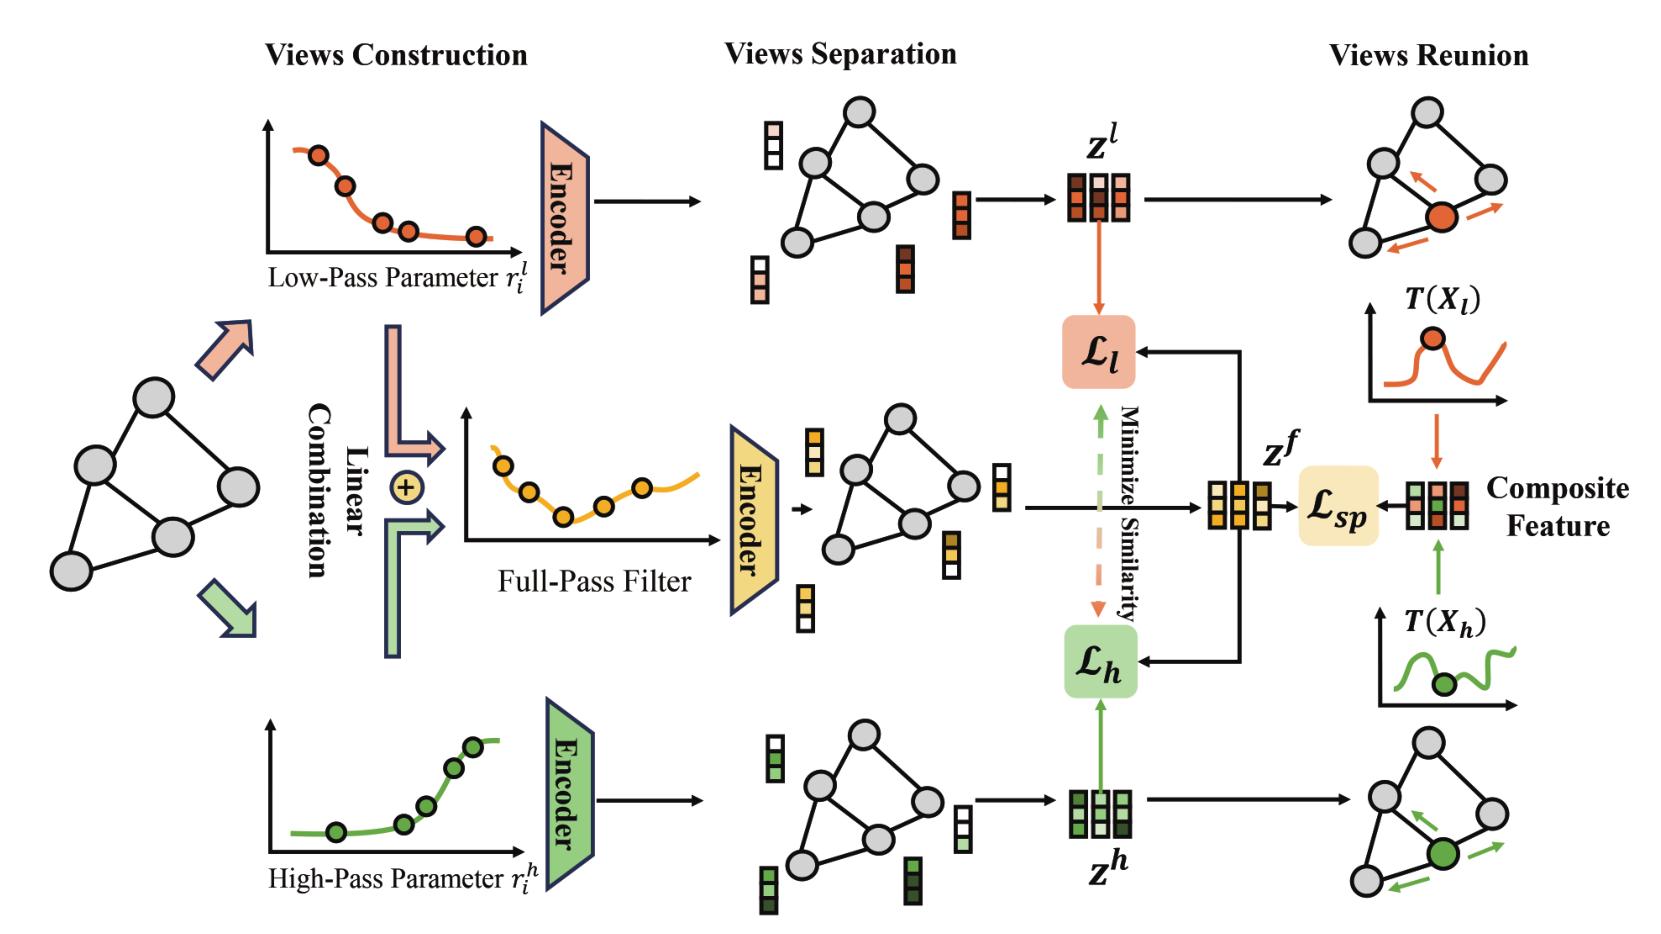 Views Construction
Views Separation
Views Reunion
Encoder
Low-Pass Parameter $r_i^l$
$z^l$
$T(X_l)$
$\mathcal{L}_l$
Linear
Combination
+
Full-Pass Filter
Encoder
Minimize Similarity
$z^f$
$\mathcal{L}_{sp}$
Composite
Feature
$T(X_h)$
$\mathcal{L}_h$
Encoder
High-Pass Parameter $r_i^h$
$z^h$